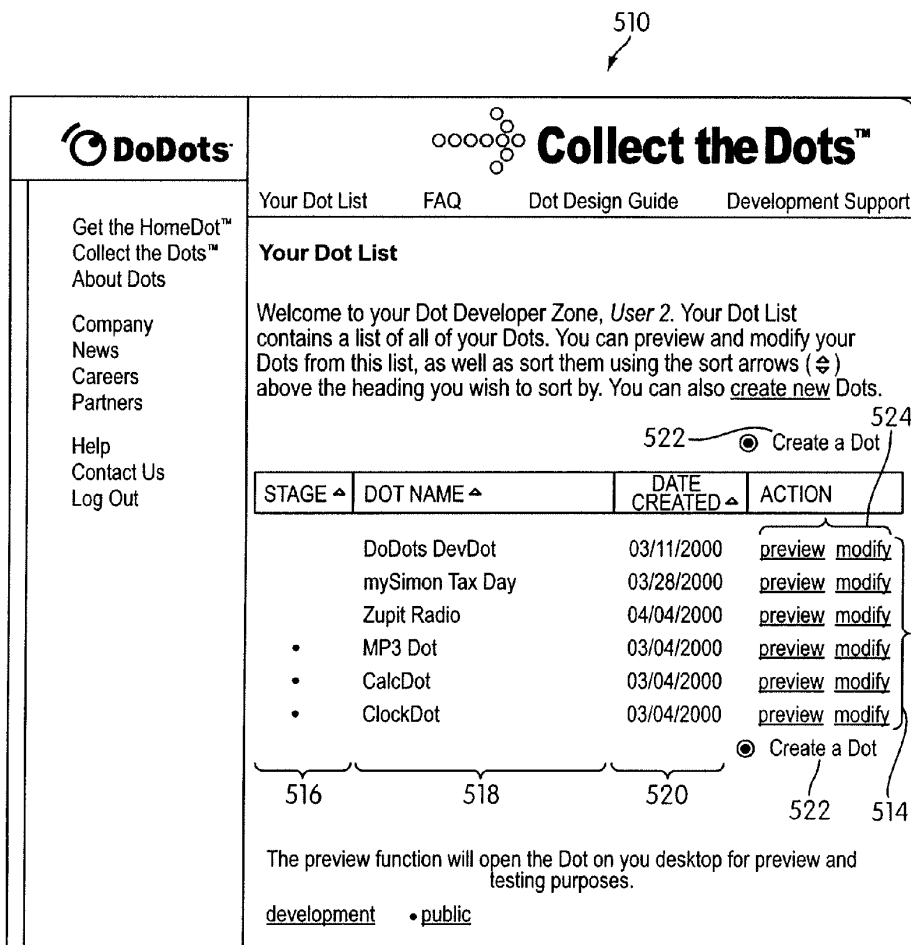 510
DoDots
Collect the Dots™
Your Dot List FAQ Dot Design Guide Development Support
Get the HomeDot™
Collect the Dots™
About Dots
Company
News
Careers
Partners
Help
Contact Us
Log Out
Your Dot List
Welcome to your Dot Developer Zone, User 2. Your Dot List
contains a list of all of your Dots. You can preview and modify your
Dots from this list, as well as sort them using the sort arrows (≑)
above the heading you wish to sort by. You can also create new Dots.
524
522 Create a Dot
STAGE DOT NAME DATE CREATED ACTION
DoDots DevDot 03/11/2000 preview modify
mySimon Tax Day 03/28/2000 preview modify
Zupit Radio 04/04/2000 preview modify
• MP3 Dot 03/04/2000 preview modify
• CalcDot 03/04/2000 preview modify
• ClockDot 03/04/2000 preview modify
Create a Dot
516 518 520 522 514
The preview function will open the Dot on you desktop for preview and
testing purposes.
development • public